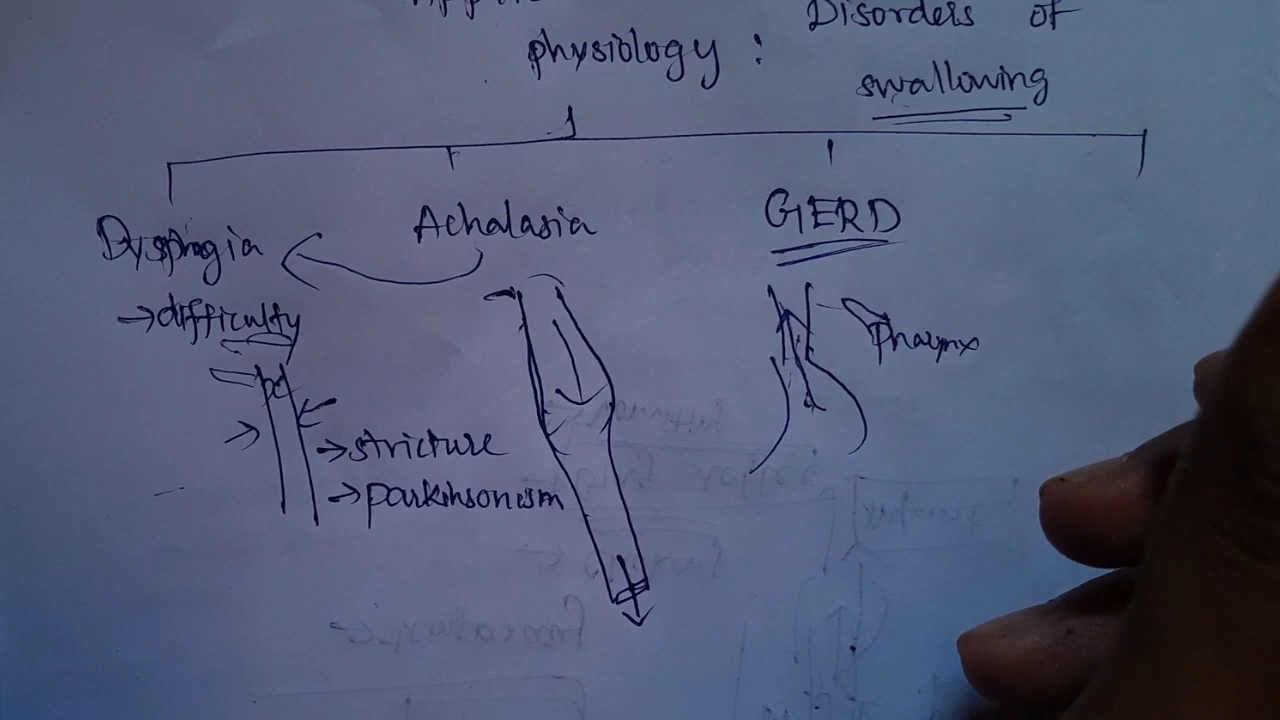 physiology : Disorders of
swallowing
Dysphagia
Achalasia
GERD
→difficulty
Pharynx
→stricture
→parkinsonism